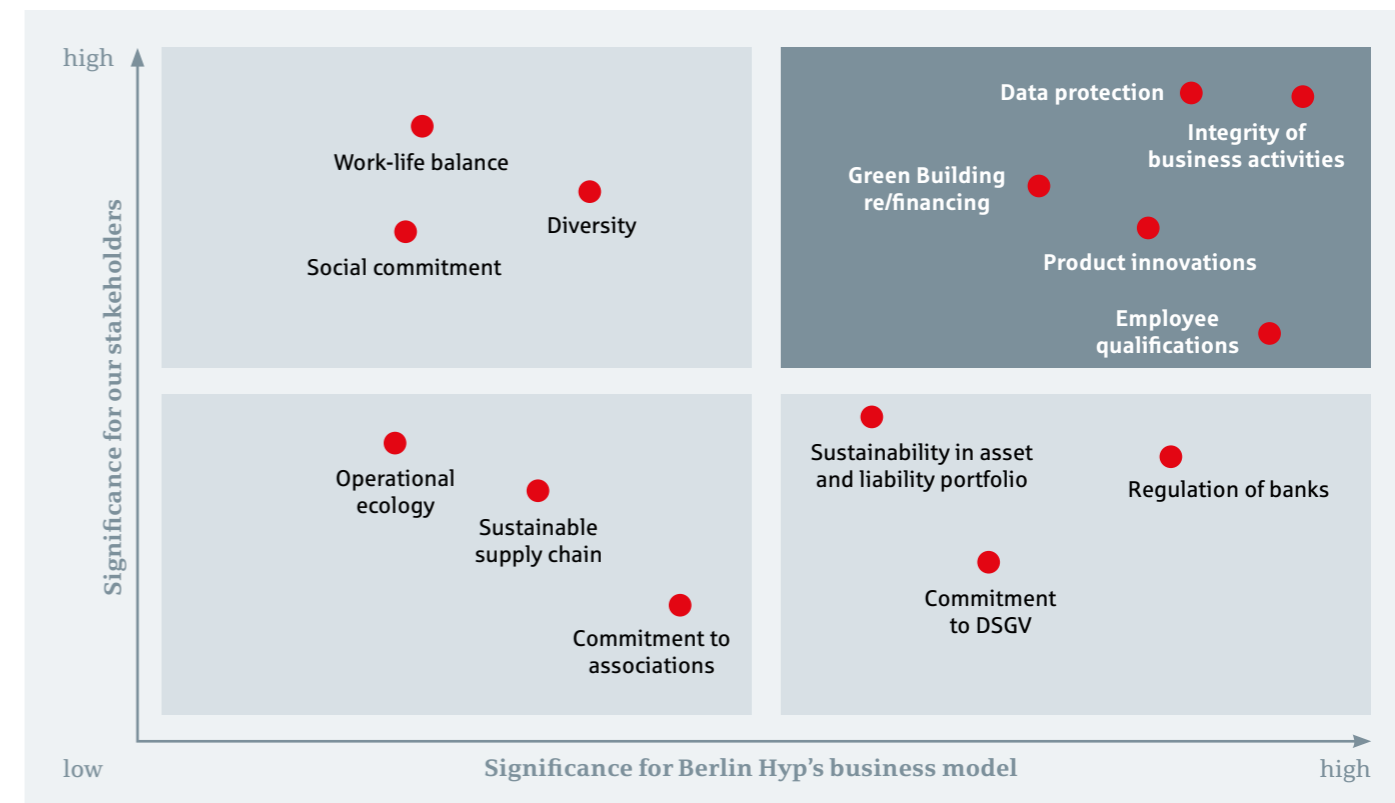 high
Significance for our stakeholders
Work-life balance
Diversity
Social commitment
Data protection
Integrity of
business activities
Green Building
re/financing
Product innovations
Employee
qualifications
Operational
ecology
Sustainable
supply chain
Commitment to
associations
Sustainability in asset
and liability portfolio
Regulation of banks
Commitment
to DSGV
low
Significance for Berlin Hyp's business model
high